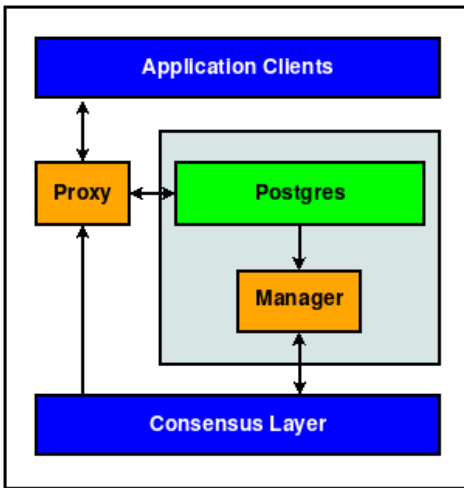 Application Clients
Proxy
Postgres
Manager
Consensus Layer